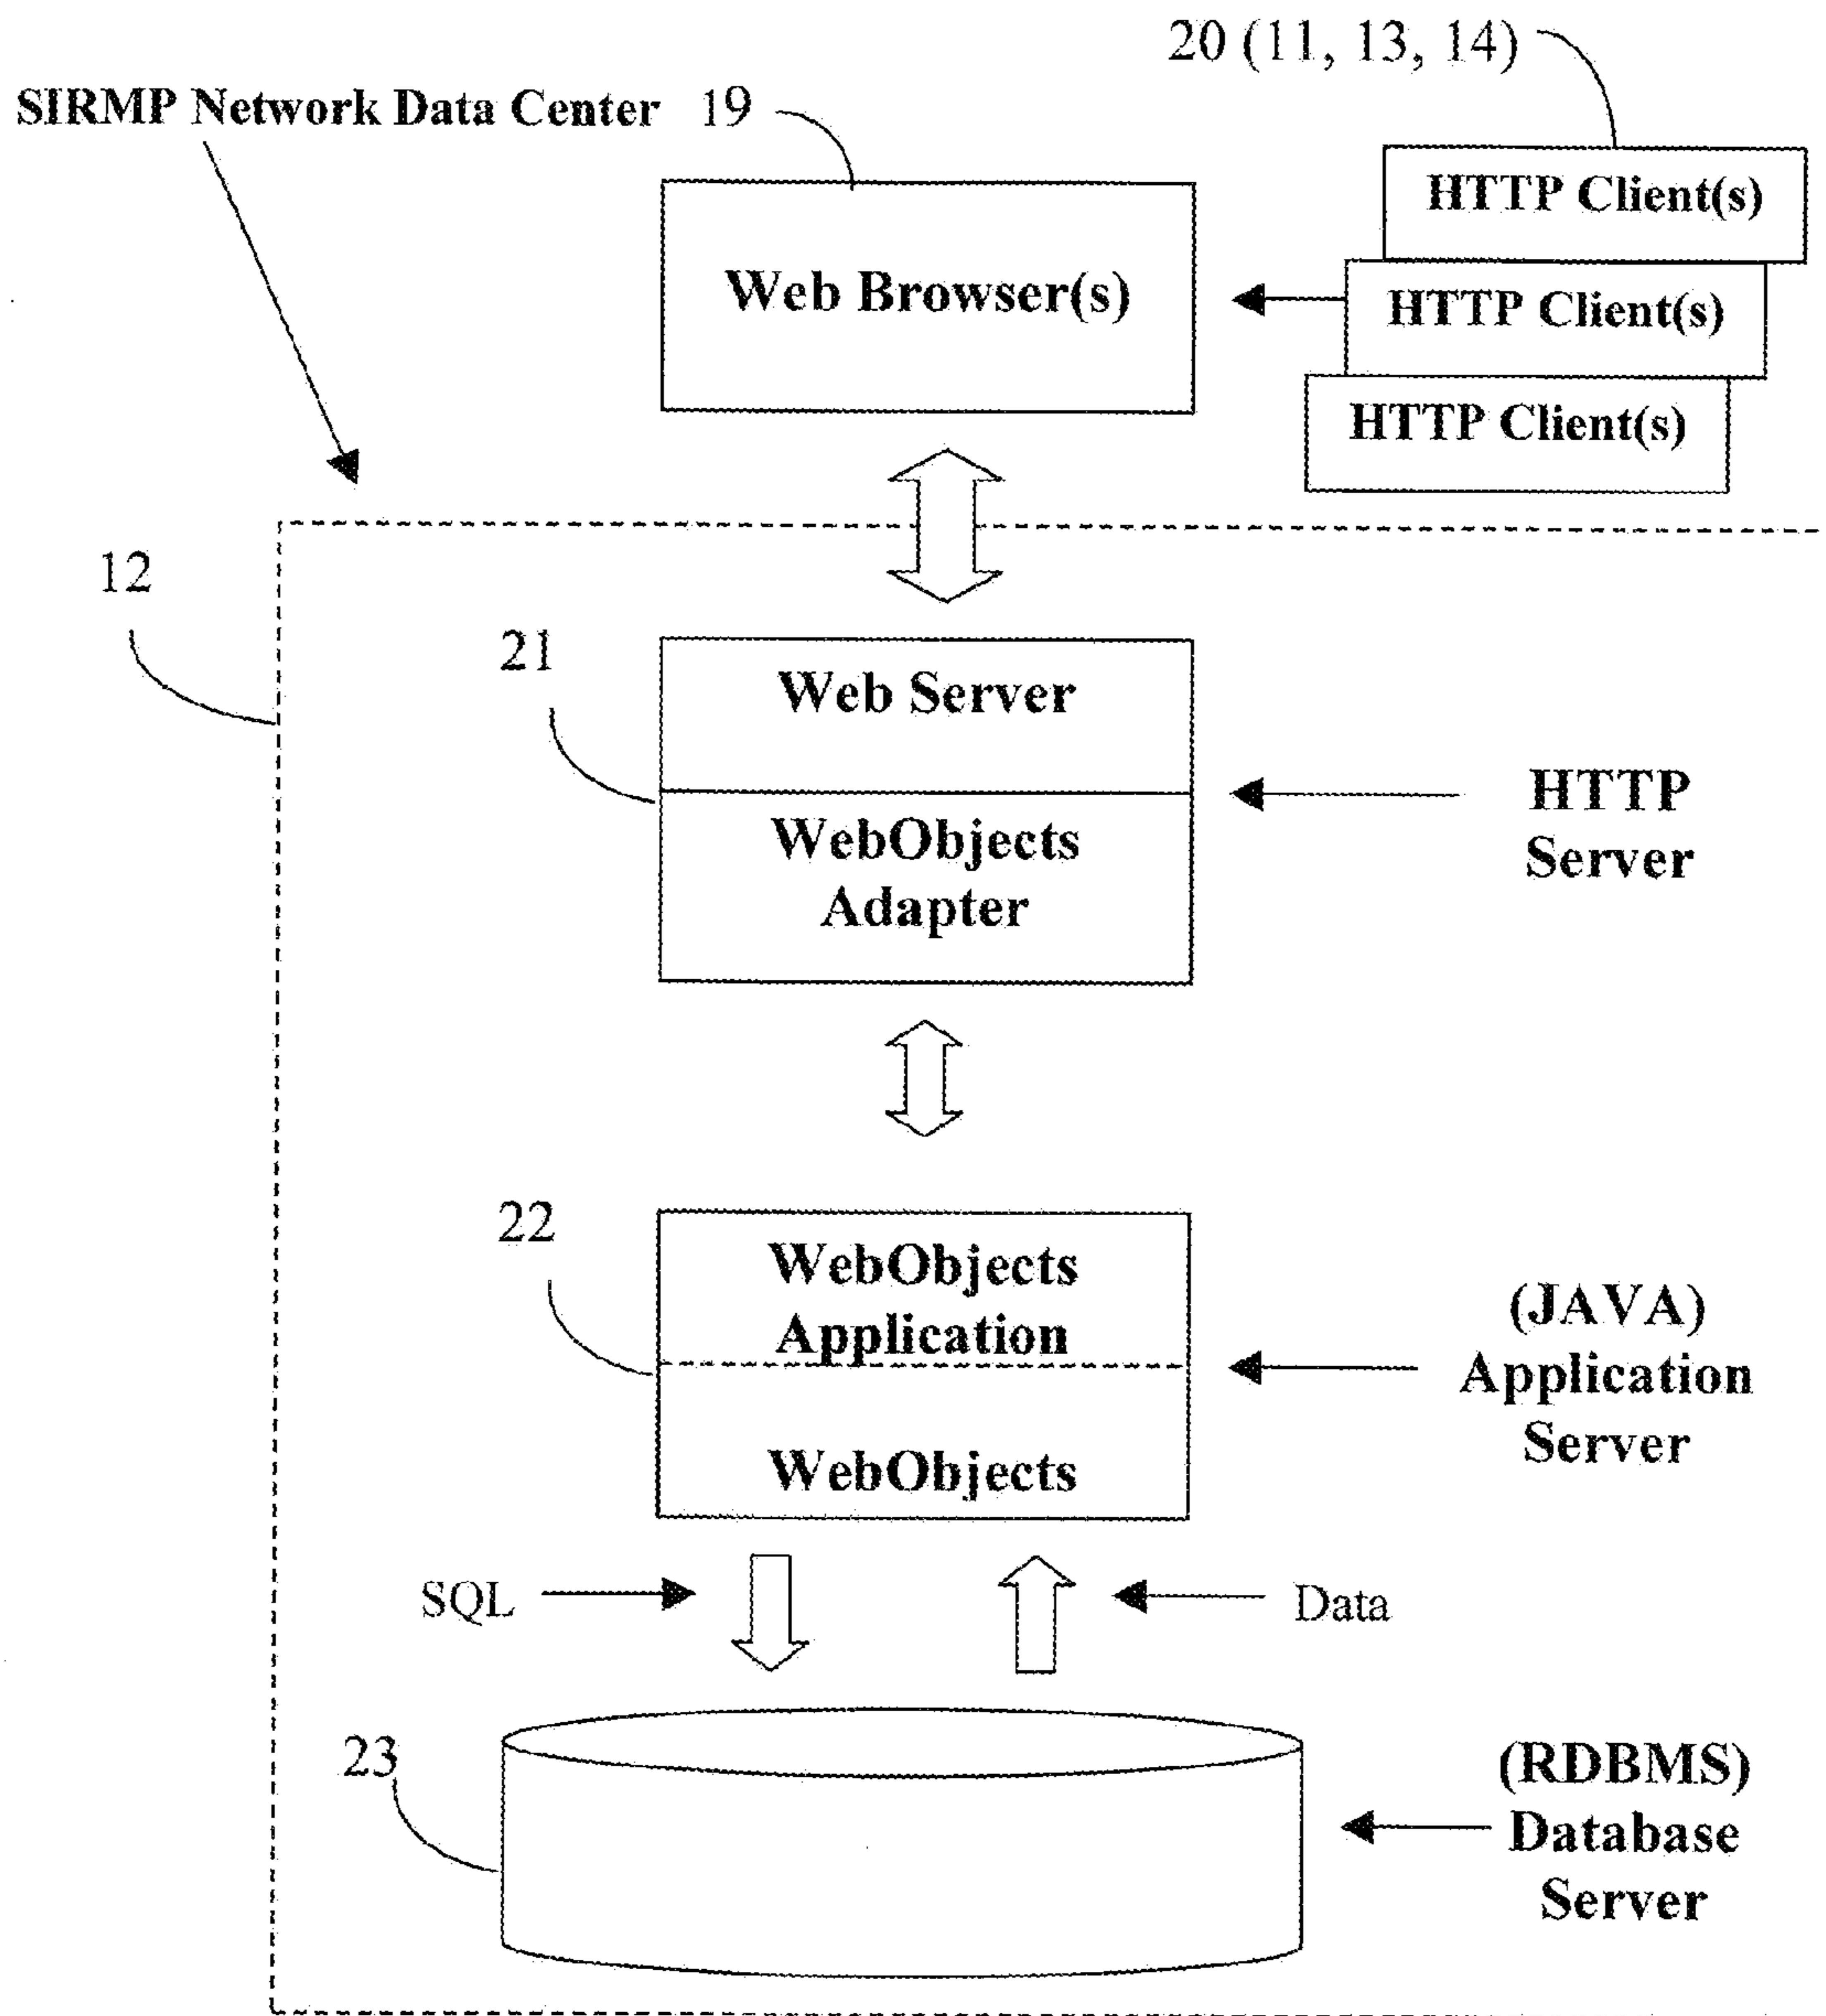 20 (11, 13, 14)
SIRMP Network Data Center 19
HTTP Client(s)
Web Browser(s)
HTTP Client(s)
HTTP Client(s)
12
21
Web Server
WebObjects
Adapter
HTTP
Server
22
WebObjects
Application
WebObjects
(JAVA)
Application
Server
SQL
Data
23
(RDBMS)
Database
Server